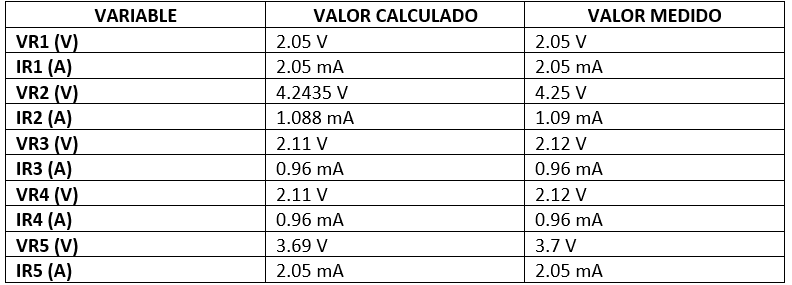 VARIABLE VALOR CALCULADO VALOR MEDIDO
VR1 (V) 2.05 V 2.05 V
IR1 (A) 2.05 mA 2.05 mA
VR2 (V) 4.2435 V 4.25 V
IR2 (A) 1.088 mA 1.09 mA
VR3 (V) 2.11 V 2.12 V
IR3 (A) 0.96 mA 0.96 mA
VR4 (V) 2.11 V 2.12 V
IR4 (A) 0.96 mA 0.96 mA
VR5 (V) 3.69 V 3.7 V
IR5 (A) 2.05 mA 2.05 mA